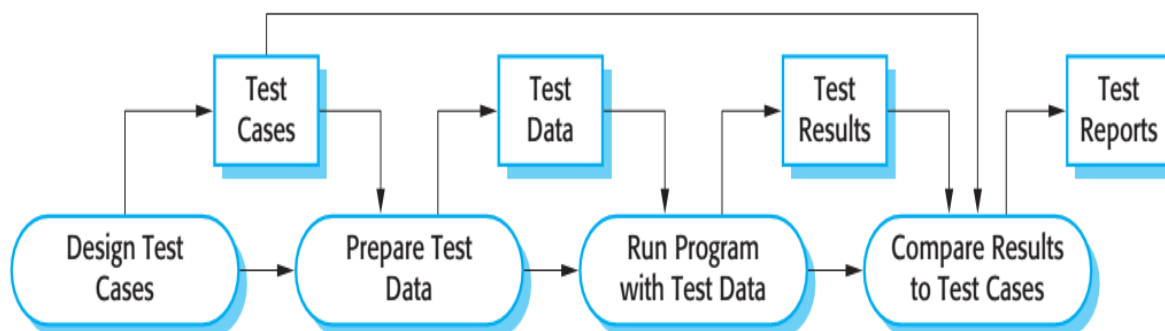 Test
Cases
Test
Data
Test
Results
Test
Reports
Design Test
Cases
Prepare Test
Data
Run Program
with Test Data
Compare Results
to Test Cases